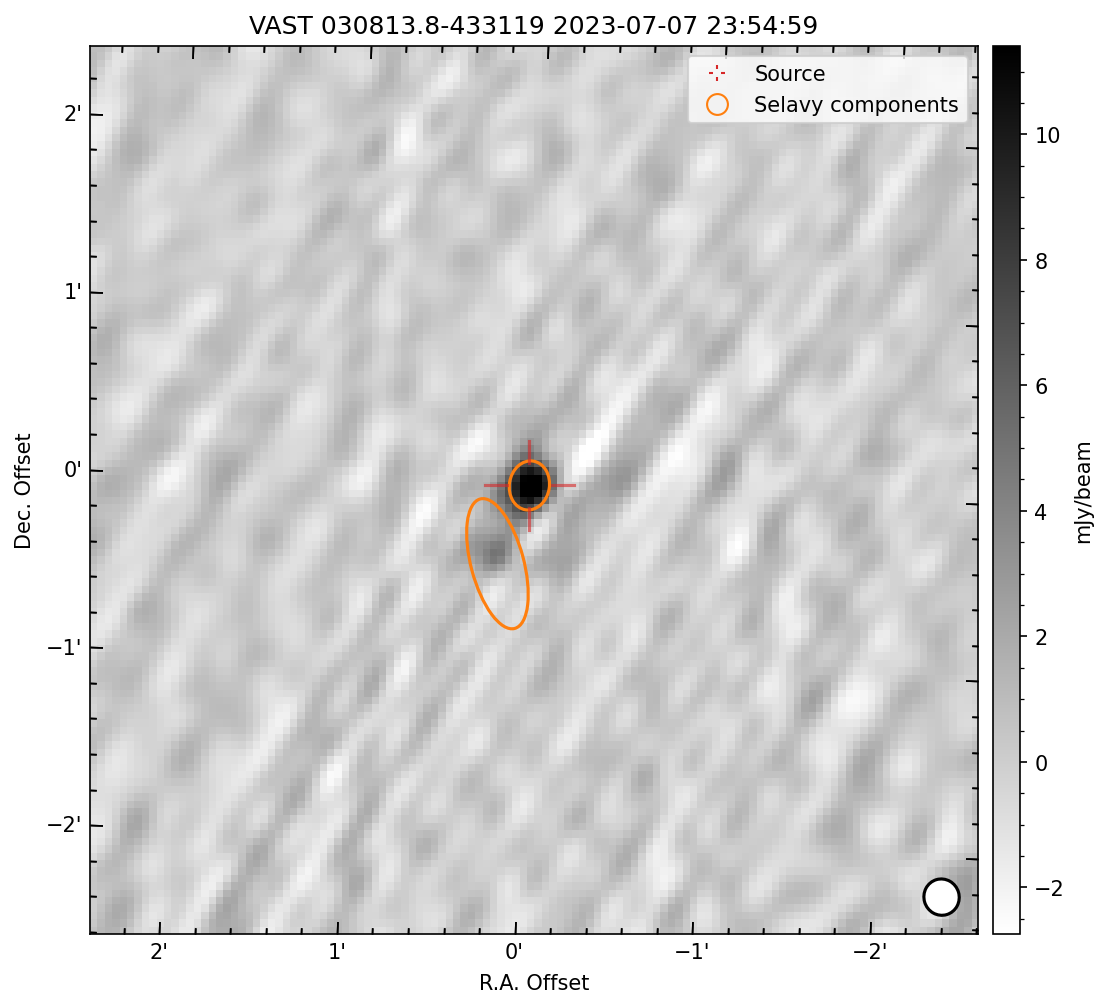 VAST 030813.8-433119 2023-07-07 23:54:59
Source
Selavy components
2'
1'
0'
−1'
−2'
Dec. Offset
2'
1'
0'
−1'
−2'
R.A. Offset
10
8
6
4
2
0
−2
mJy/beam